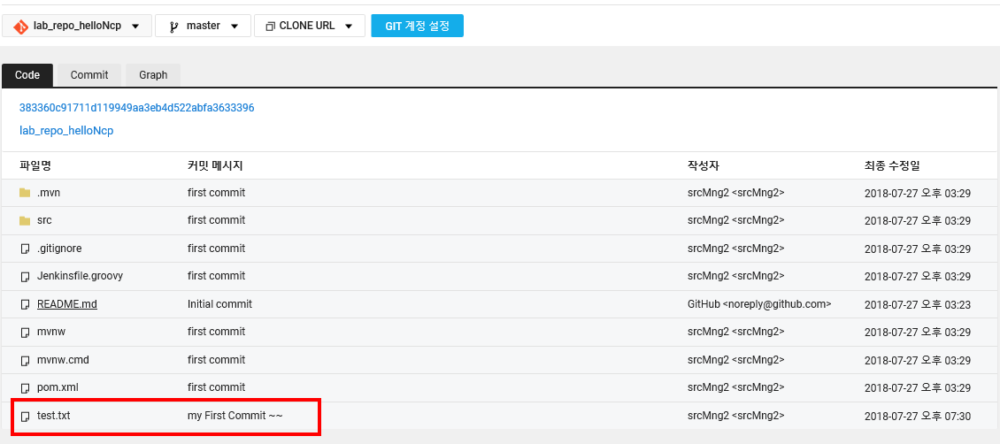 lab_repo_helloNcp master CLONE URL GIT 계정 설정
Code Commit Graph
383360c91711d119949aa3eb4d522abfa3633396
lab_repo_helloNcp
파일명 커밋 메시지 작성자 최종 수정일
.mvn first commit srcMng2 <srcMng2> 2018-07-27 오후 03:29
src first commit srcMng2 <srcMng2> 2018-07-27 오후 03:29
.gitignore first commit srcMng2 <srcMng2> 2018-07-27 오후 03:29
Jenkinsfile.groovy first commit srcMng2 <srcMng2> 2018-07-27 오후 03:29
README.md Initial commit GitHub <noreply@github.com> 2018-07-27 오후 03:23
mvnw first commit srcMng2 <srcMng2> 2018-07-27 오후 03:29
mvnw.cmd first commit srcMng2 <srcMng2> 2018-07-27 오후 03:29
pom.xml first commit srcMng2 <srcMng2> 2018-07-27 오후 03:29
test.txt my First Commit ~~ srcMng2 <srcMng2> 2018-07-27 오후 07:30